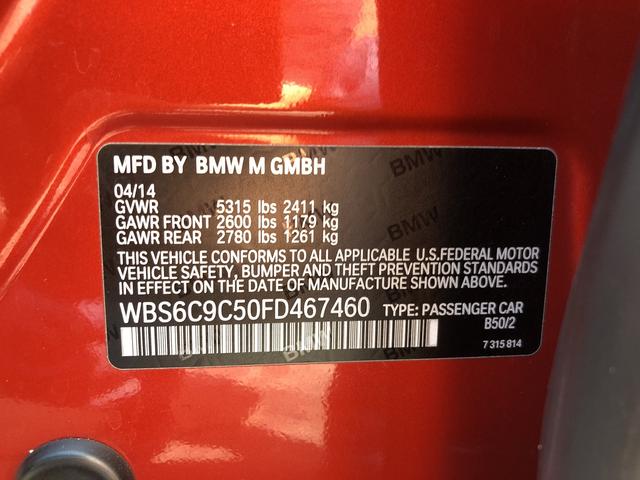 MFD BY BMW M GMBH
04/14
GVWR 5315 lbs 2411 kg
GAWR FRONT 2600 lbs 1179 kg
GAWR REAR 2780 lbs 1261 kg
THIS VEHICLE CONFORMS TO ALL APPLICABLE U.S.FEDERAL MOTOR
VEHICLE SAFETY, BUMPER AND THEFT PREVENTION STANDARDS
IN EFFECT ON THE DATE OF MANUFACTURE SHOWN ABOVE.
WBS6C9C50FD467460 TYPE: PASSENGER CAR
B50/2
7 315 814